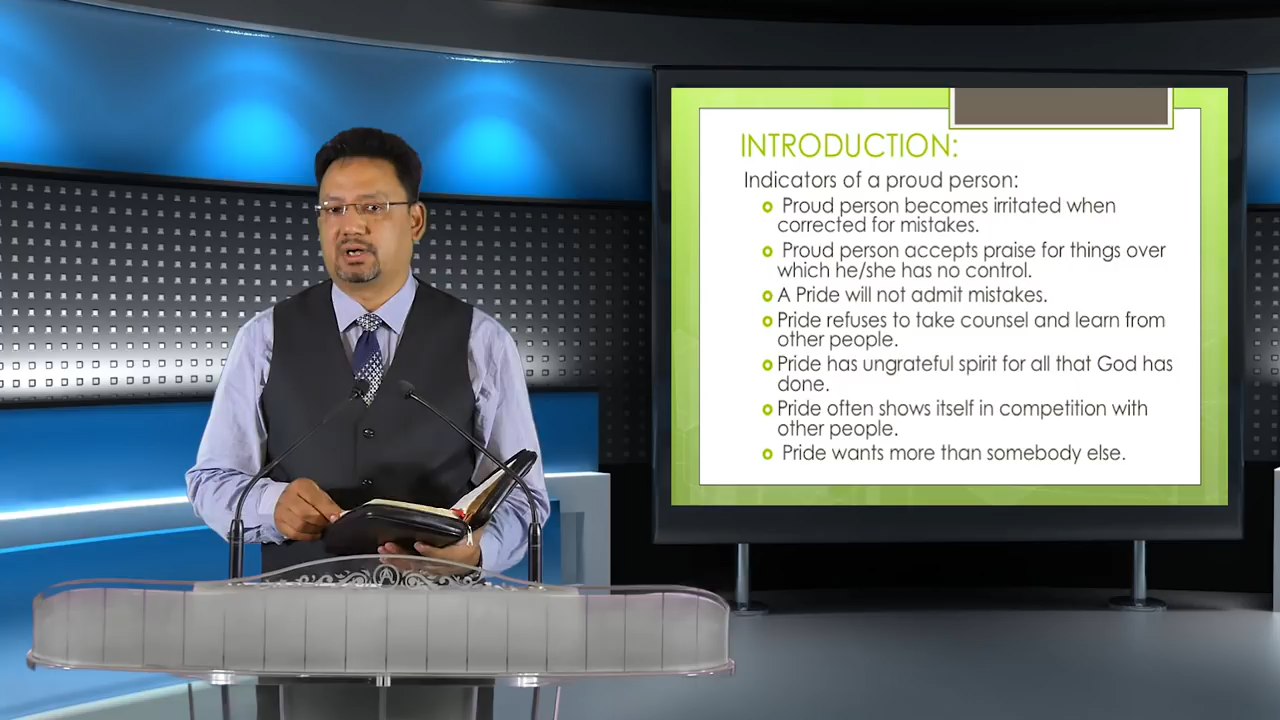 INTRODUCTION:
Indicators of a proud person:
Proud person becomes irritated when
corrected for mistakes.
Proud person accepts praise for things over
which he/she has no control.
A Pride will not admit mistakes.
Pride refuses to take counsel and learn from
other people.
Pride has ungrateful spirit for all that God has
done.
Pride often shows itself in competition with
other people.
Pride wants more than somebody else.